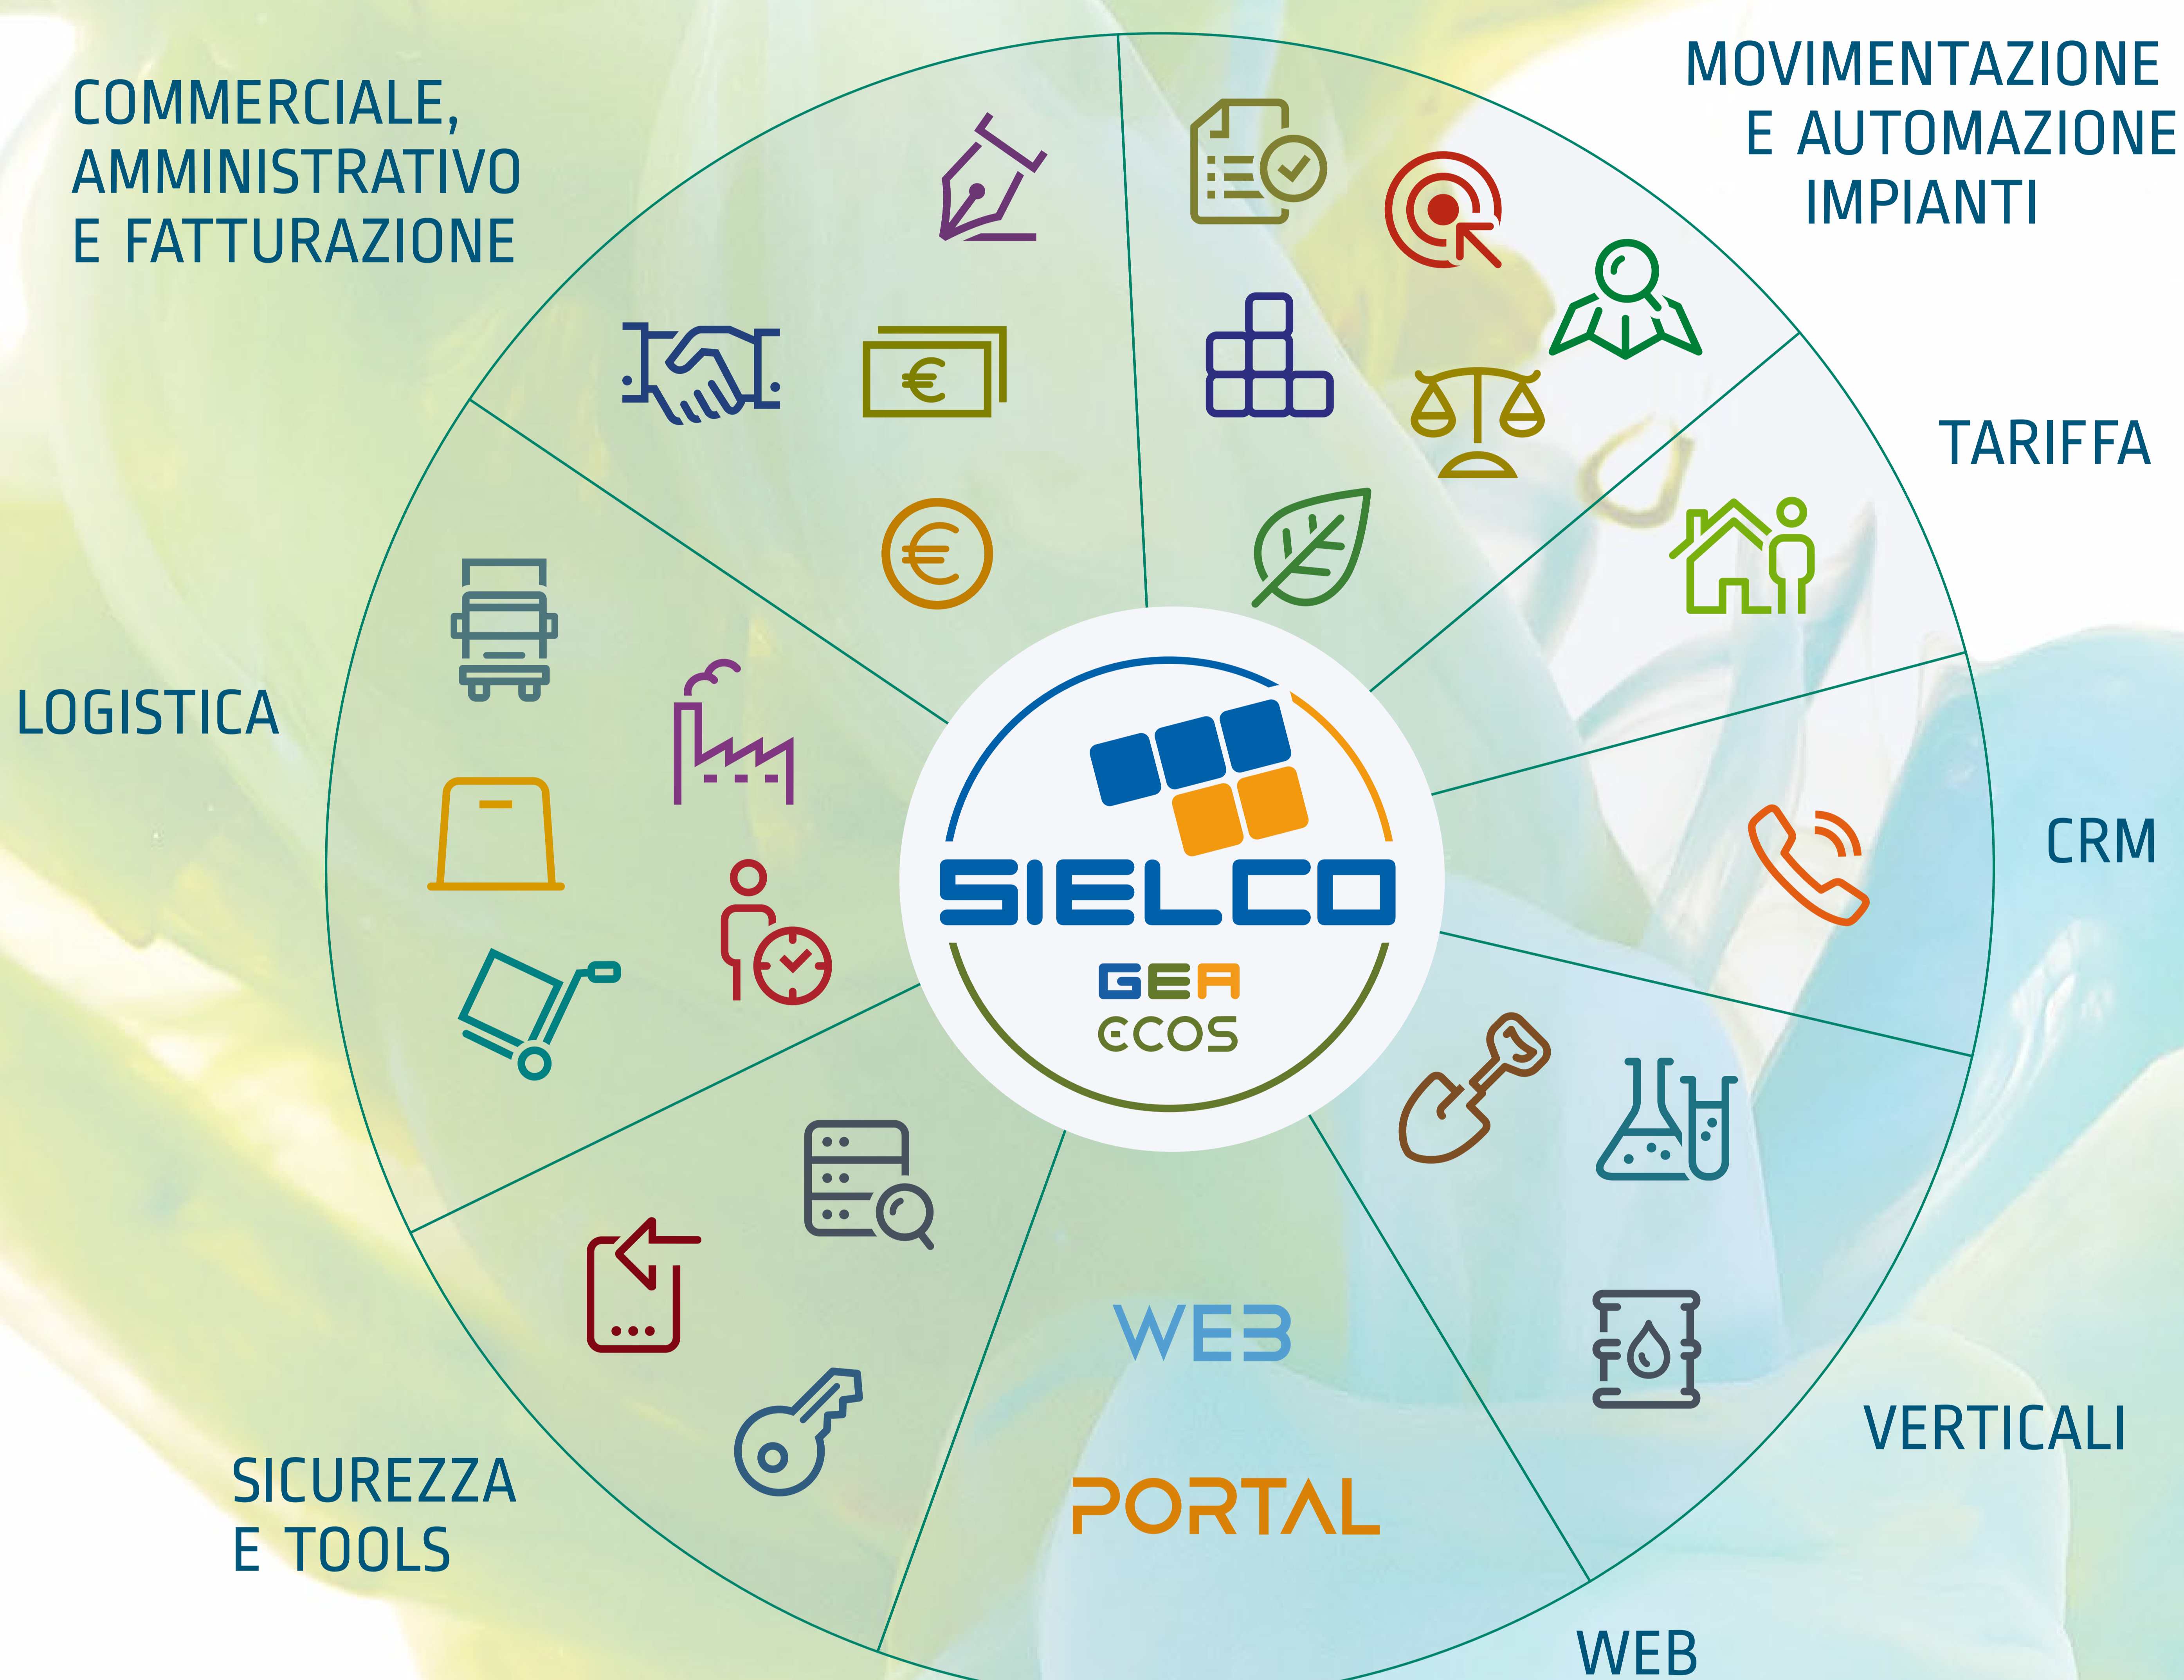 COMMERCIALE,
AMMINISTRATIVO
E FATTURAZIONE
MOVIMENTAZIONE
E AUTOMAZIONE
IMPIANTI
TARIFFA
LOGISTICA
CRM
SIELCO
GEA
ECOS
WEB
PORTAL
VERTICALI
SICUREZZA
E TOOLS
WEB